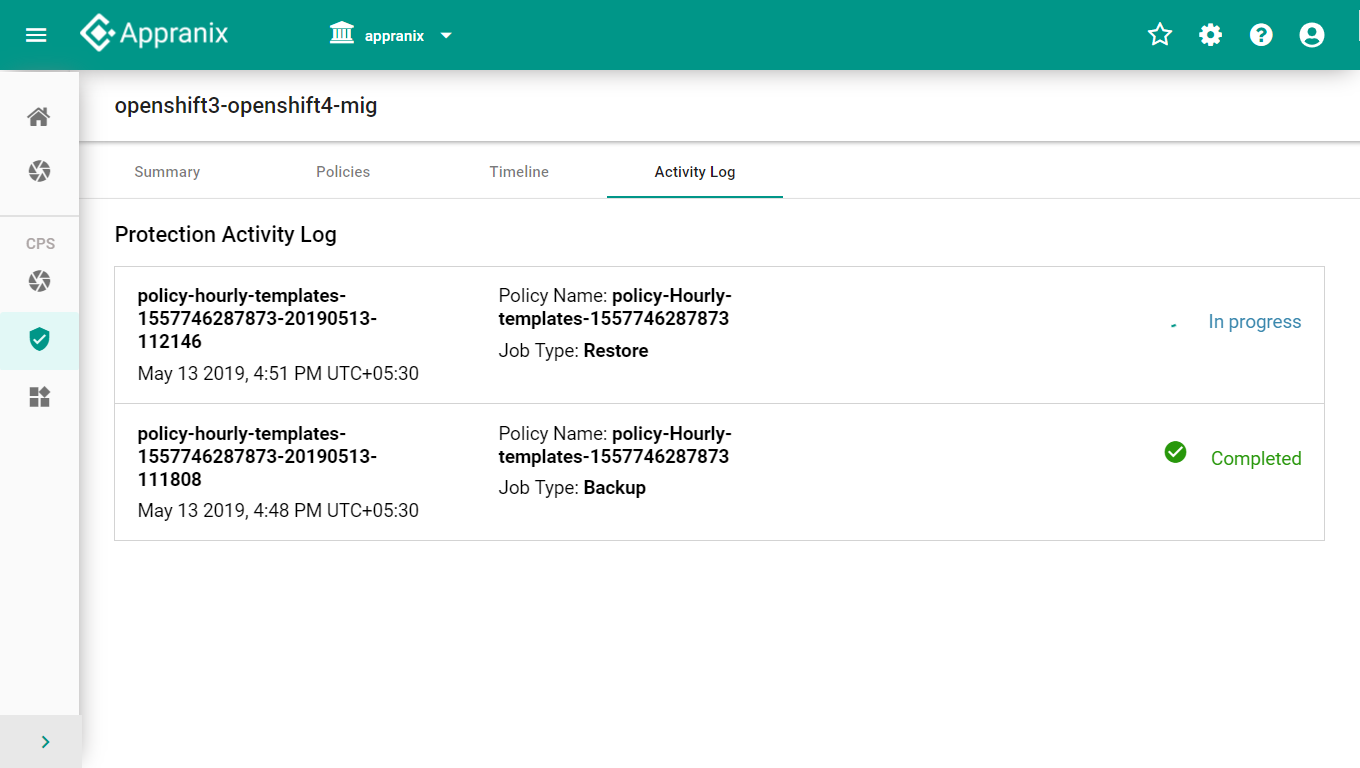 Appranix
appranix
openshift3-openshift4-mig
Summary
Policies
Timeline
Activity Log
CPS
Protection Activity Log
policy-hourly-templates-
1557746287873-20190513-
112146
May 13 2019, 4:51 PM UTC+05:30
Policy Name: policy-Hourly-
templates-1557746287873
Job Type: Restore
In progress
policy-hourly-templates-
1557746287873-20190513-
111808
May 13 2019, 4:48 PM UTC+05:30
Policy Name: policy-Hourly-
templates-1557746287873
Job Type: Backup
Completed